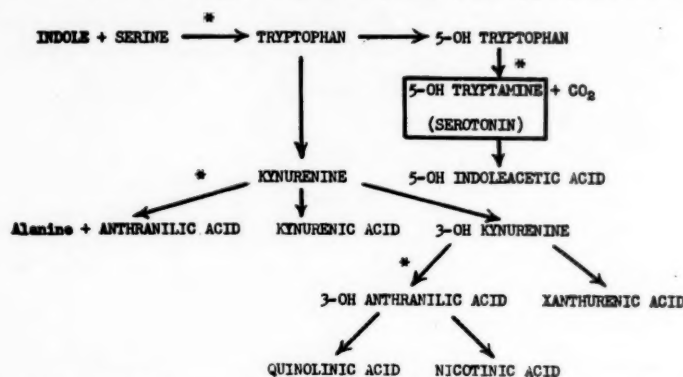 *
INDOLE + SERINE TRYPTOPHAN 5-OH TRYPTOPHAN
*
5-OH TRYPTAMINE + CO₂
(SEROTONIN)
* KYNURENINE 5-OH INDOLEACETIC ACID
Alanine + ANTHRANILIC ACID KYNURENIC ACID 3-OH KYNURENINE
*
3-OH ANTHRANILIC ACID XANTHURENIC ACID
QUINOLINIC ACID NICOTINIC ACID